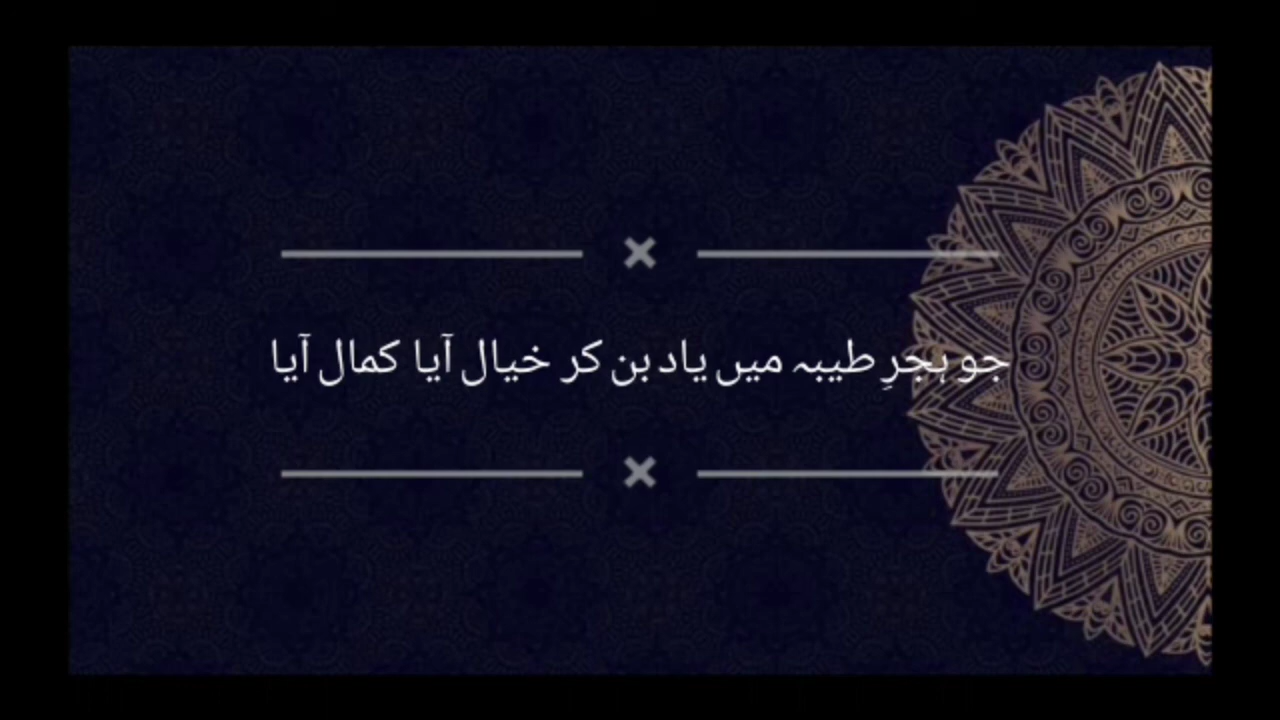 جو ہجرِ طیبہ میں یاد بن کر خیال آیا کمال آیا